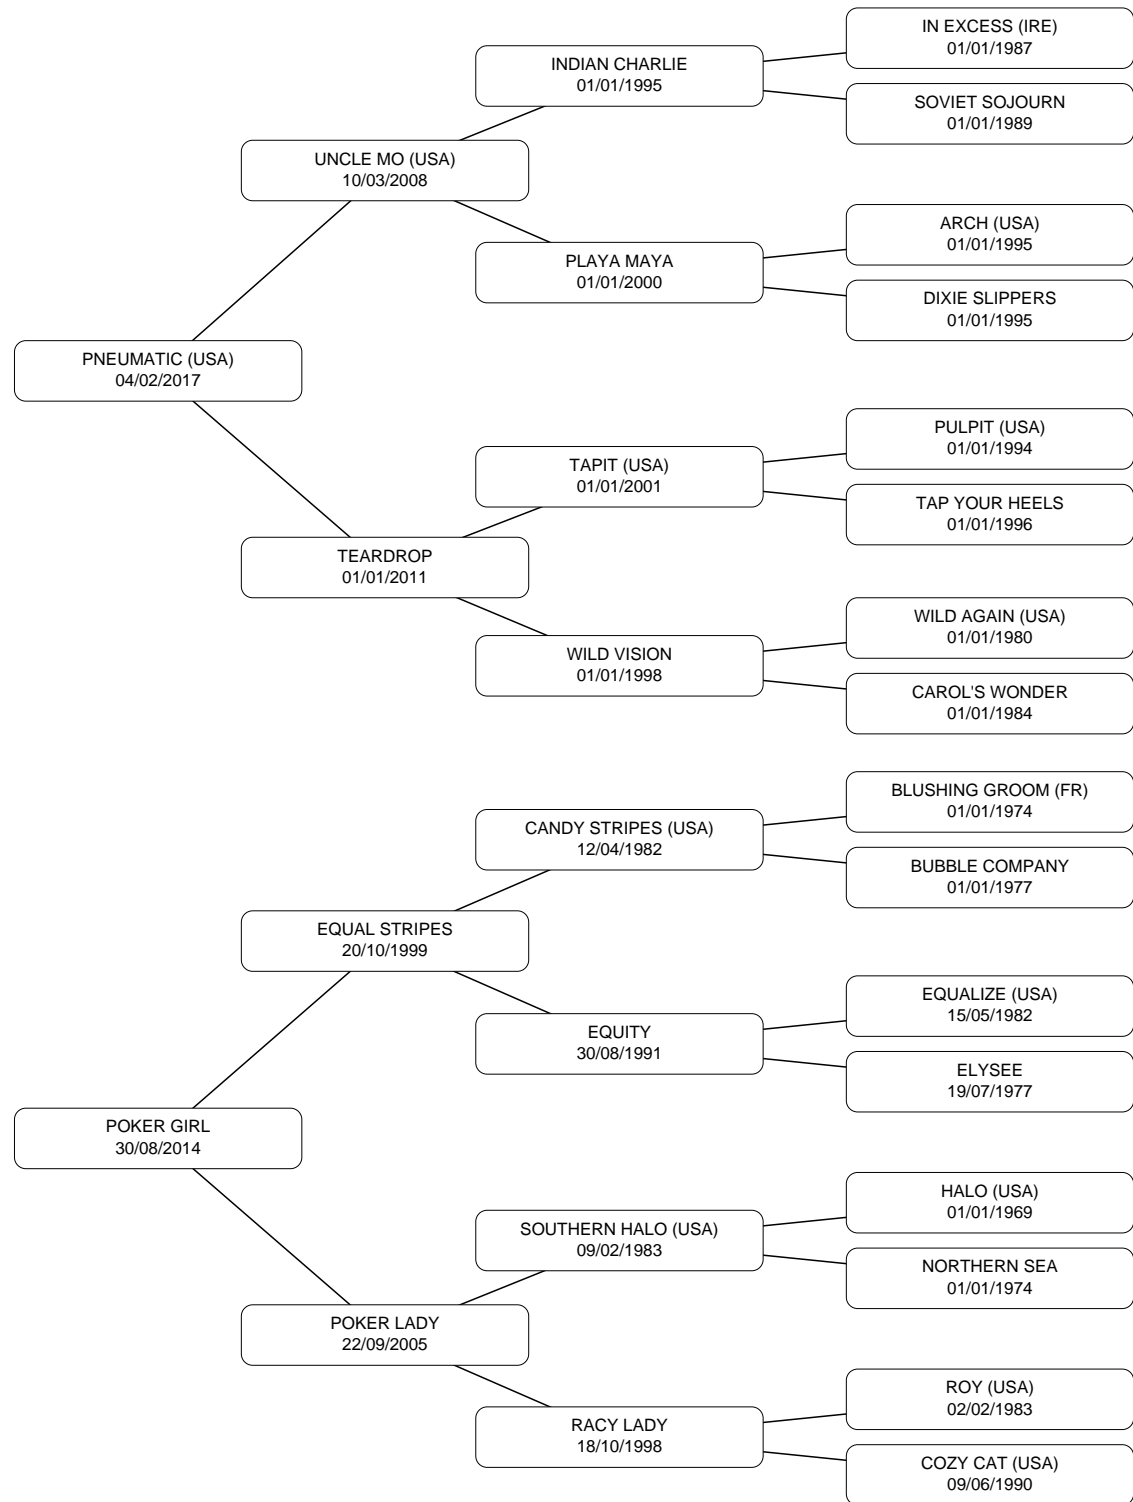 IN EXCESS (IRE)
01/01/1987
INDIAN CHARLIE
01/01/1995
SOVIET SOJOURN
01/01/1989
UNCLE MO (USA)
10/03/2008
ARCH (USA)
01/01/1995
PLAYA MAYA
01/01/2000
DIXIE SLIPPERS
01/01/1995
PNEUMATIC (USA)
04/02/2017
PULPIT (USA)
01/01/1994
TAPIT (USA)
01/01/2001
TAP YOUR HEELS
01/01/1996
TEARDROP
01/01/2011
WILD AGAIN (USA)
01/01/1980
WILD VISION
01/01/1998
CAROL'S WONDER
01/01/1984
BLUSHING GROOM (FR)
01/01/1974
CANDY STRIPES (USA)
12/04/1982
BUBBLE COMPANY
01/01/1977
EQUAL STRIPES
20/10/1999
EQUALIZE (USA)
15/05/1982
EQUITY
30/08/1991
ELYSEE
19/07/1977
POKER GIRL
30/08/2014
HALO (USA)
01/01/1969
SOUTHERN HALO (USA)
09/02/1983
NORTHERN SEA
01/01/1974
POKER LADY
22/09/2005
ROY (USA)
02/02/1983
RACY LADY
18/10/1998
COZY CAT (USA)
09/06/1990